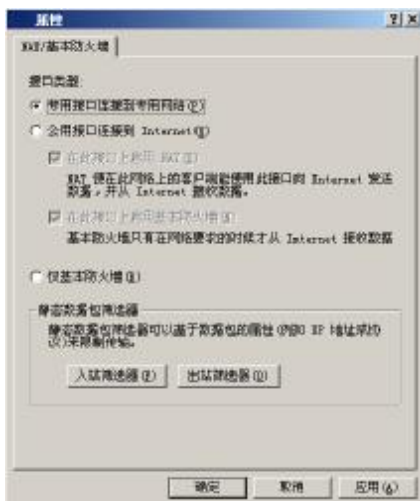 属性
NAT/基本防火墙
接口类型:
专用接口连接到专用网络(P)
公用接口连接到 Internet(U)
在此接口上启用 NAT(E)
NAT 使在此网络上的客户端能使用此接口向 Internet 发送
数据，并从 Internet 接收数据。
在此接口上启用基本防火墙
基本防火墙只有在网络要求的时候才从 Internet 接收数据
仅基本防火墙
静态数据包筛选器
静态数据包筛选器可以基于数据包的属性(例如 IP 地址或协
议)来限制传输。
入站筛选器
出站筛选器(O)
确定
取消
应用(A)